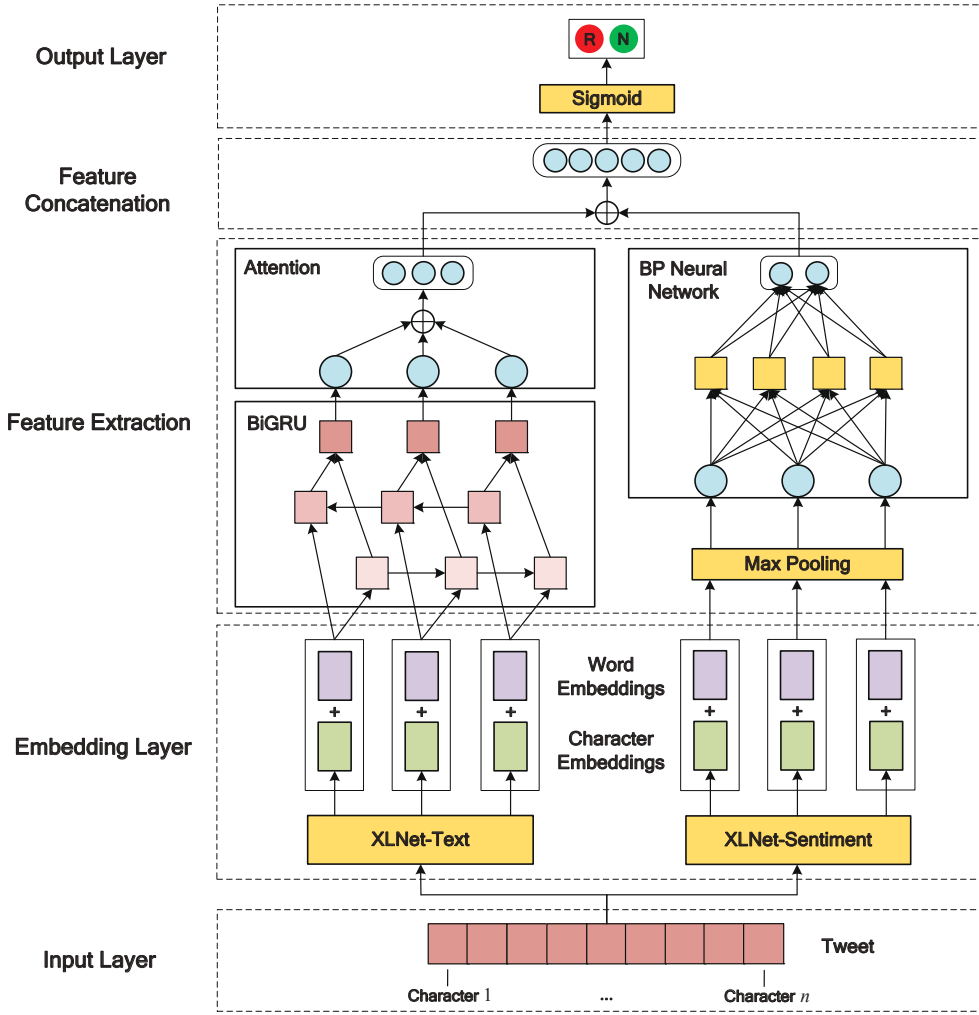 Output Layer
R N
Sigmoid
Feature
Concatenation
Feature Extraction
Attention
BP Neural
Network
BiGRU
Max Pooling
Embedding Layer
Word
Embeddings
+ + + + + +
Character
Embeddings
XLNet-Text
XLNet-Sentiment
Input Layer
Tweet
Character 1 ... Character n